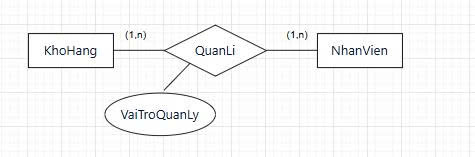 (1.n) (1.n)
KhoHang QuanLi NhanVien
VaiTroQuanLy